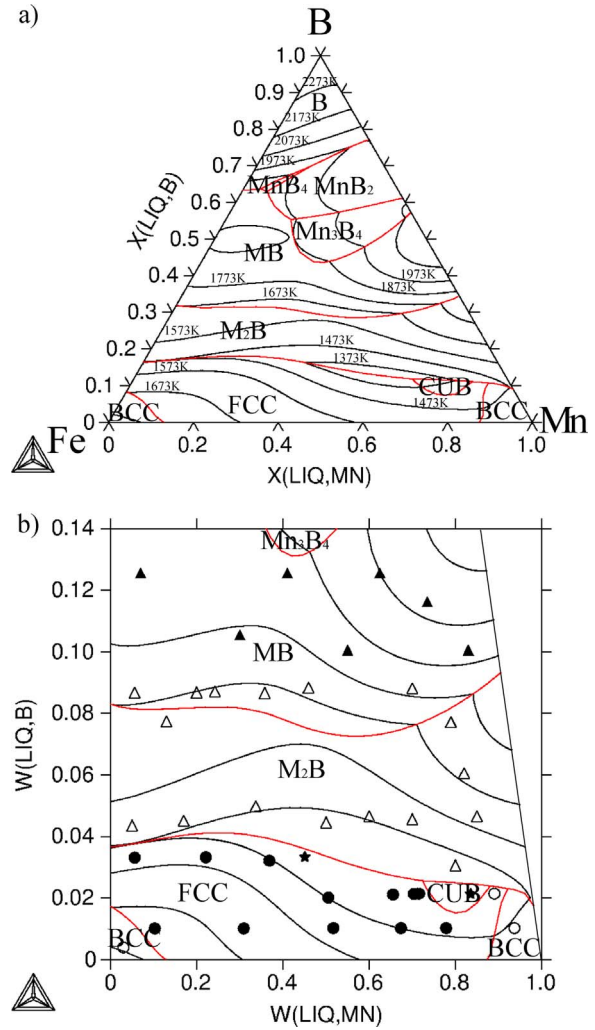 a)
B
1.0
2273K
0.9
B
0.8
2173K
2073K
0.7
1973K
MnB₄
MnB₂
0.6
X(LIQ,B)
Mn₃B₄
0.5
MB
0.4
1773K
1973K
1673K
1873K
0.3
1573K
M₂B
1473K
0.2
1573K
1373K
1673K
CUB
0.1
FCC
1473K
BCC
BCC
0
Fe
Mn
0
0.2
0.4
0.6
0.8
1.0
X(LIQ,MN)
b)
0.14
Mn₃B₄
0.12
0.10
MB
W(LIQ,B)
0.08
M₂B
0.06
0.04
0.02
FCC
CUB
BCC
BCC
0
0
0.2
0.4
0.6
0.8
1.0
W(LIQ,MN)